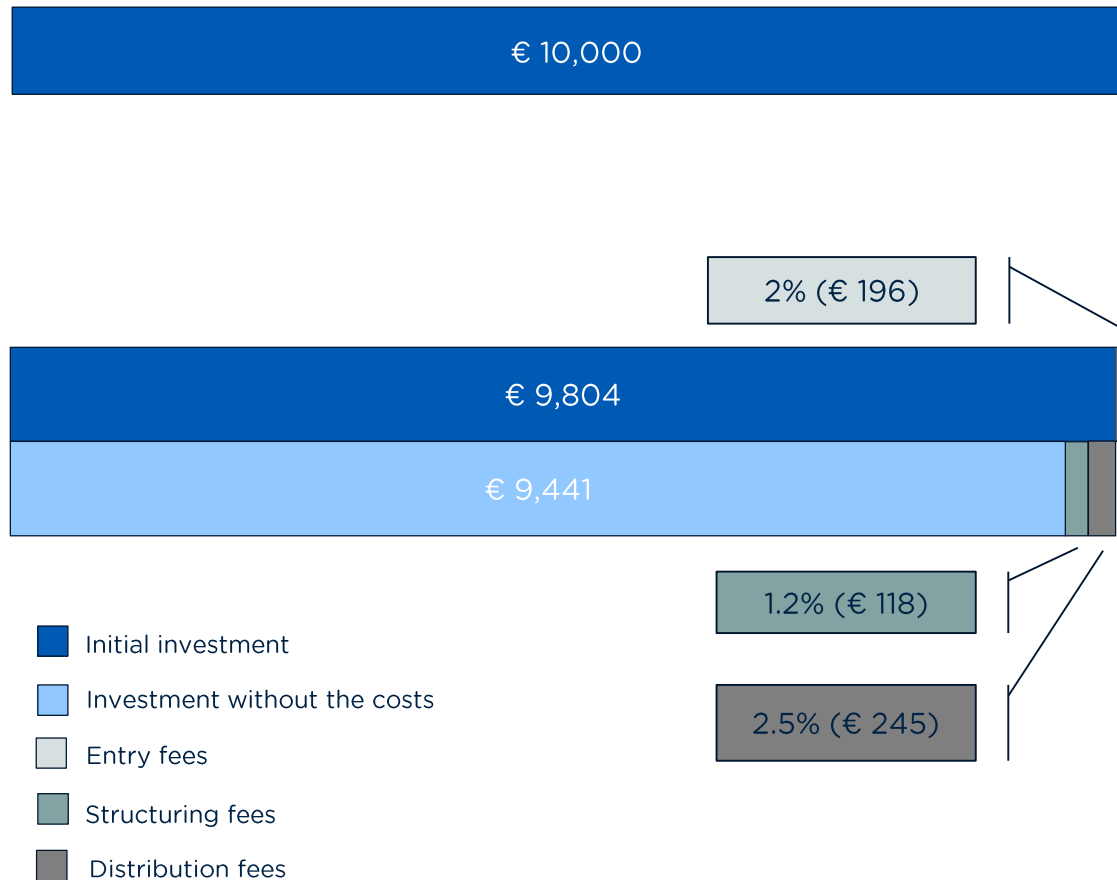 € 10,000
2% (€ 196)
€ 9,804
€ 9,441
1.2% (€ 118)
2.5% (€ 245)
Initial investment
Investment without the costs
Entry fees
Structuring fees
Distribution fees